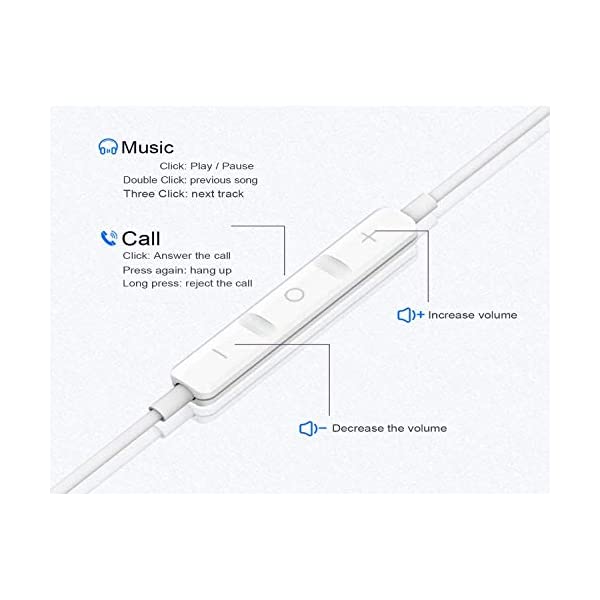 Music
Click: Play / Pause
Double Click: previous song
Three Click: next track
Call
Click: Answer the call
Press again: hang up
Long press: reject the call
+
+ Increase volume
−
− Decrease the volume